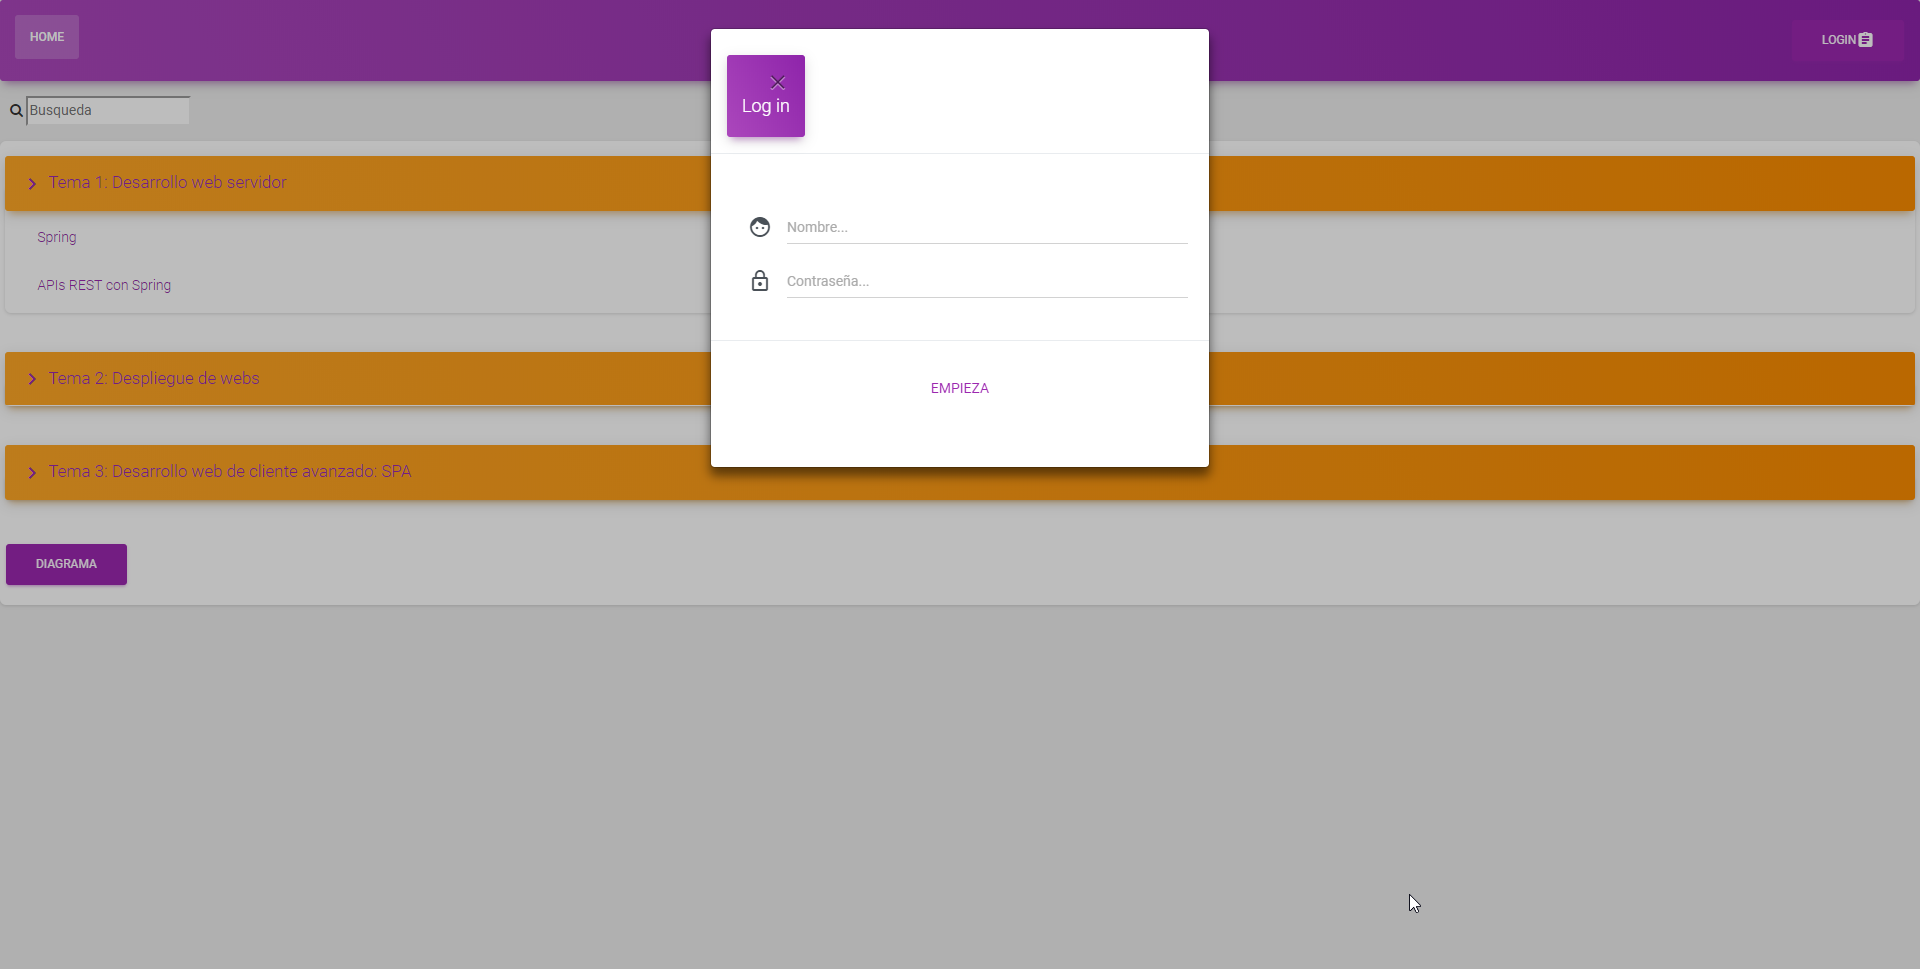 HOME
LOGIN
Busqueda
Tema 1: Desarrollo web servidor
Spring
APIs REST con Spring
Tema 2: Despliegue de webs
Tema 3: Desarrollo web de cliente avanzado: SPA
DIAGRAMA
Log in
Nombre...
Contraseña...
EMPIEZA